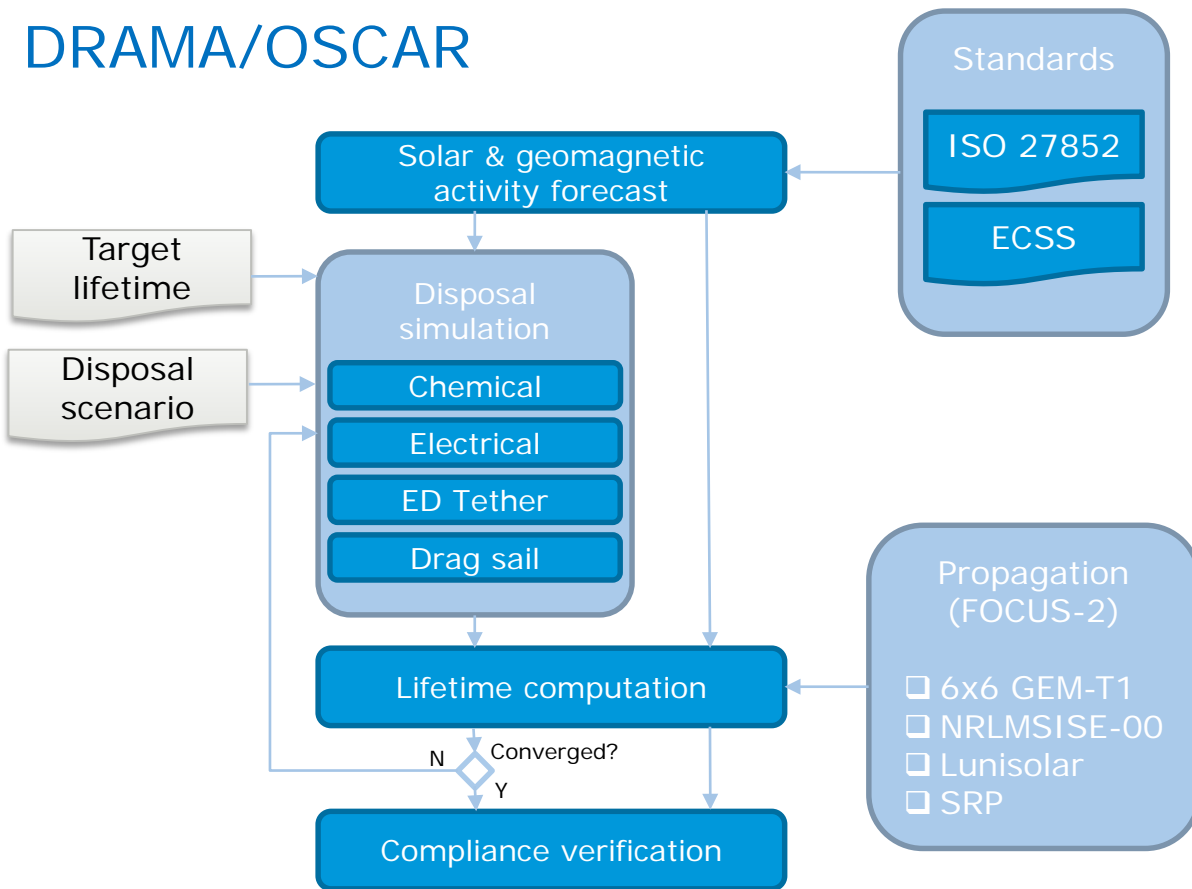 DRAMA/OSCAR
Standards
ISO 27852
ECSS
Solar & geomagnetic
activity forecast
Target
lifetime
Disposal
scenario
Disposal
simulation
Chemical
Electrical
ED Tether
Drag sail
Propagation
(FOCUS-2)
6x6 GEM-T1
NRLMSISE-00
Lunisolar
SRP
Lifetime computation
N
Converged?
Y
Compliance verification